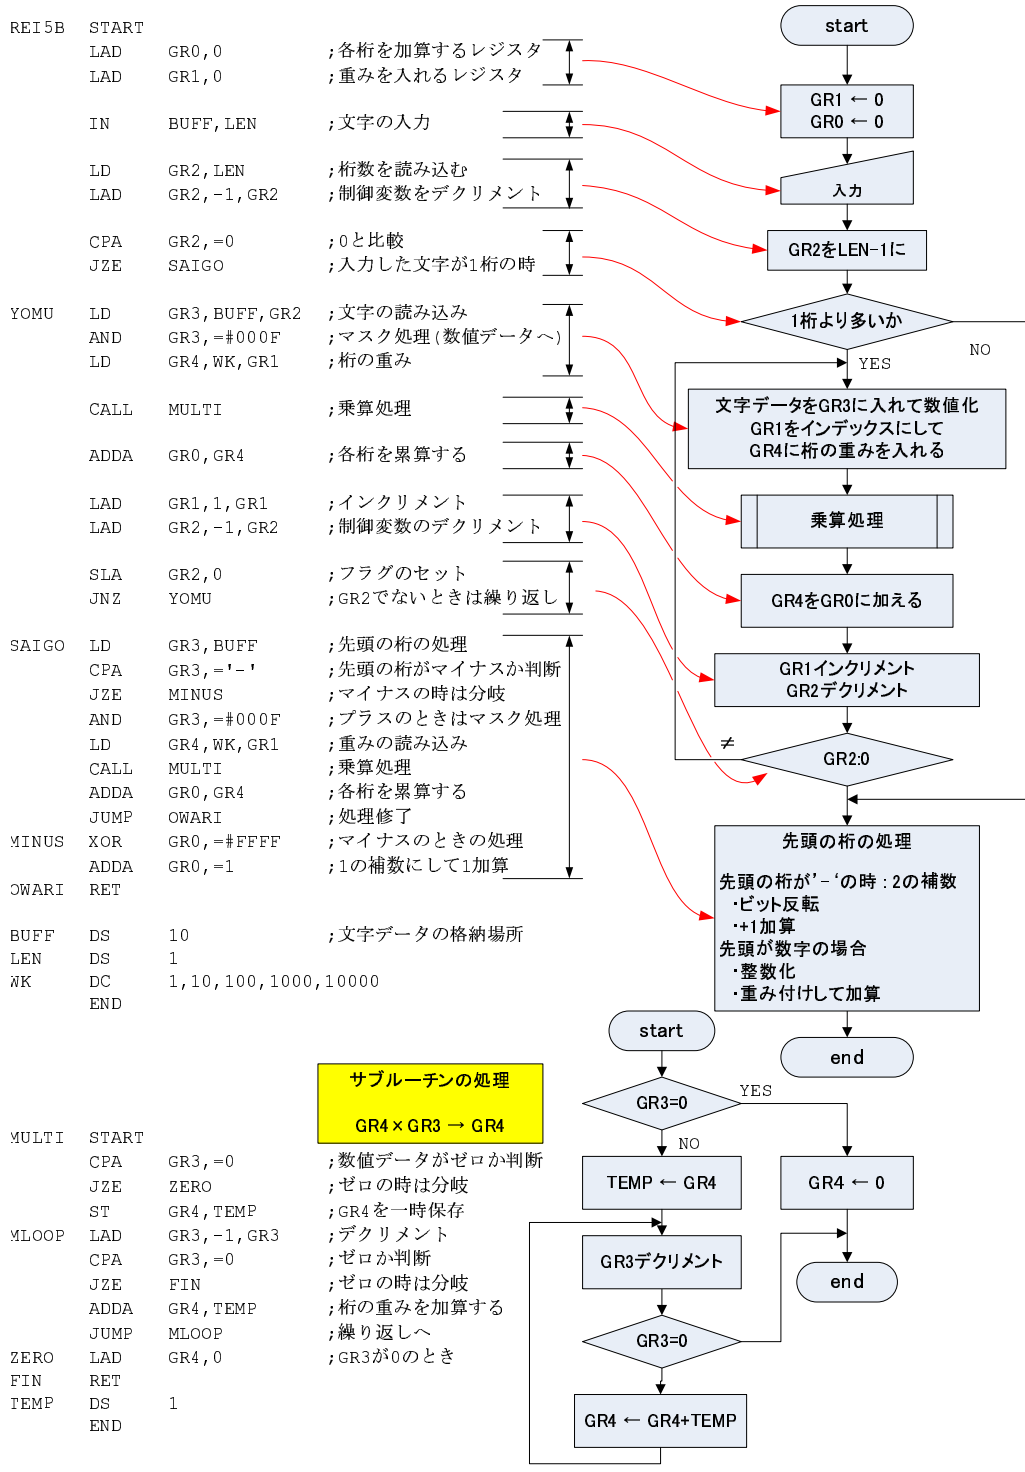 REI5B START
LAD GR0,0 ;各桁を加算するレジスタ
LAD GR1,0 ;重みを入れるレジスタ
IN BUFF,LEN ;文字の入力
LD GR2,LEN ;桁数を読み込む
LAD GR2,-1,GR2 ;制御変数をデクリメント
CPA GR2,=0 ;0と比較
JZE SAIGO ;入力した文字が1桁の時
YOMU LD GR3,BUFF,GR2 ;文字の読み込み
AND GR3,=#000F ;マスク処理(数値データへ)
LD GR4,WK,GR1 ;桁の重み
CALL MULTI ;乗算処理
ADDA GR0,GR4 ;各桁を累算する
LAD GR1,1,GR1 ;インクリメント
LAD GR2,-1,GR2 ;制御変数のデクリメント
SLA GR2,0 ;フラグのセット
JNZ YOMU ;GR2でないときは繰り返し
SAIGO LD GR3,BUFF ;先頭の桁の処理
CPA GR3,='-' ;先頭の桁がマイナスか判断
JZE MINUS ;マイナスの時は分岐
AND GR3,=#000F ;プラスのときはマスク処理
LD GR4,WK,GR1 ;重みの読み込み
CALL MULTI ;乗算処理
ADDA GR0,GR4 ;各桁を累算する
JUMP OWARI ;処理修了
MINUS XOR GR0,=#FFFF ;マイナスのときの処理
ADDA GR0,=1 ;1の補数にして1加算
OWARI RET
BUFF DS 10 ;文字データの格納場所
LEN DS 1
WK DC 1,10,100,1000,10000
END
start
GR1 ← 0
GR0 ← 0
入力
GR2をLEN-1に
1桁より多いか
NO
YES
文字データをGR3に入れて数値化
GR1をインデックスにして
GR4に桁の重みを入れる
乗算処理
GR4をGR0に加える
GR1インクリメント
GR2デクリメント
≠
GR2:0
先頭の桁の処理
先頭の桁が'-'の時：2の補数
・ビット反転
・+1加算
先頭が数字の場合
・整数化
・重み付けして加算
end
サブルーチンの処理
GR4×GR3 → GR4
MULTI START
CPA GR3,=0 ;数値データがゼロか判断
JZE ZERO ;ゼロの時は分岐
ST GR4,TEMP ;GR4を一時保存
MLOOP LAD GR3,-1,GR3 ;デクリメント
CPA GR3,=0 ;ゼロか判断
JZE FIN ;ゼロの時は分岐
ADDA GR4,TEMP ;桁の重みを加算する
JUMP MLOOP ;繰り返しへ
ZERO LAD GR4,0 ;GR3が0のとき
FIN RET
TEMP DS 1
END
start
GR3=0
YES
NO
TEMP ← GR4
GR4 ← 0
GR3デクリメント
end
GR3=0
GR4 ← GR4+TEMP